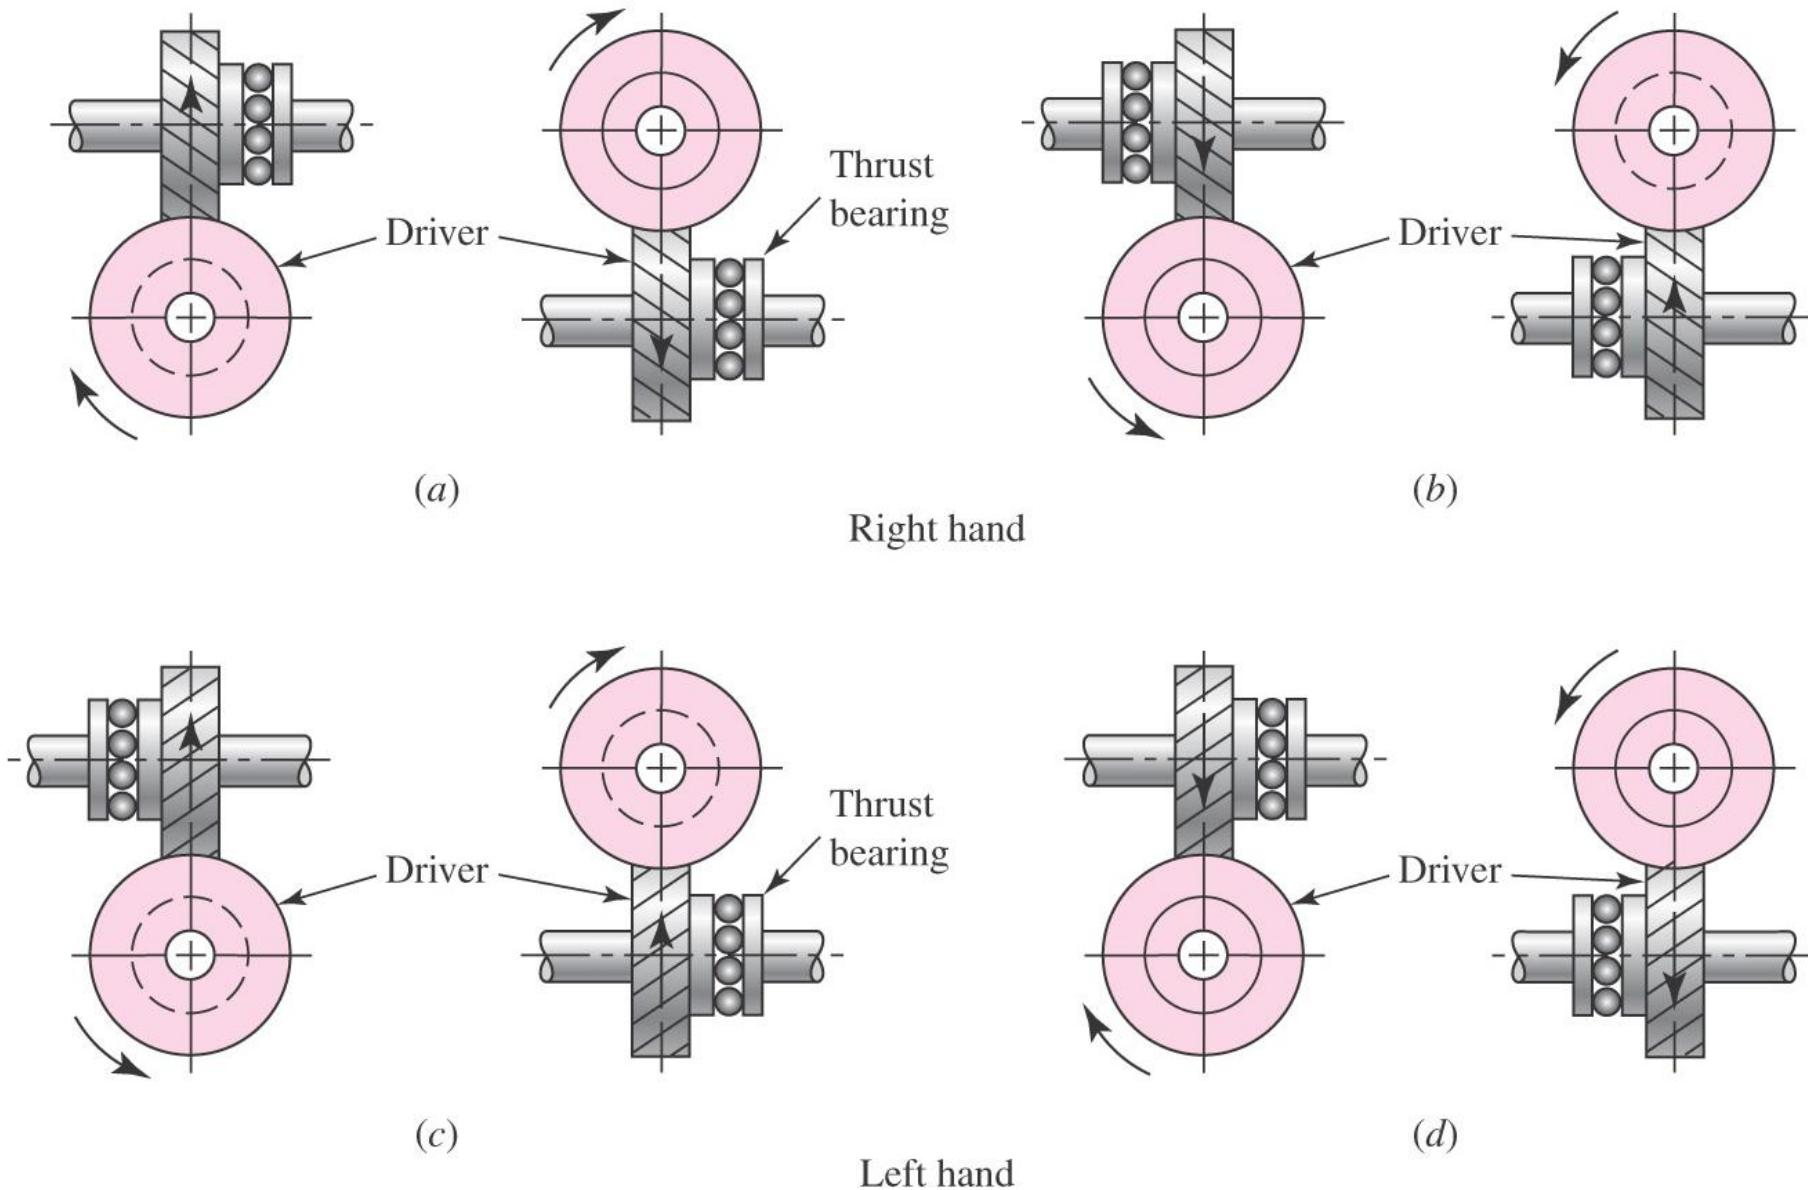 Thrust
bearing
Driver
Driver
(a)
(b)
Right hand
Thrust
bearing
Driver
Driver
(c)
(d)
Left hand